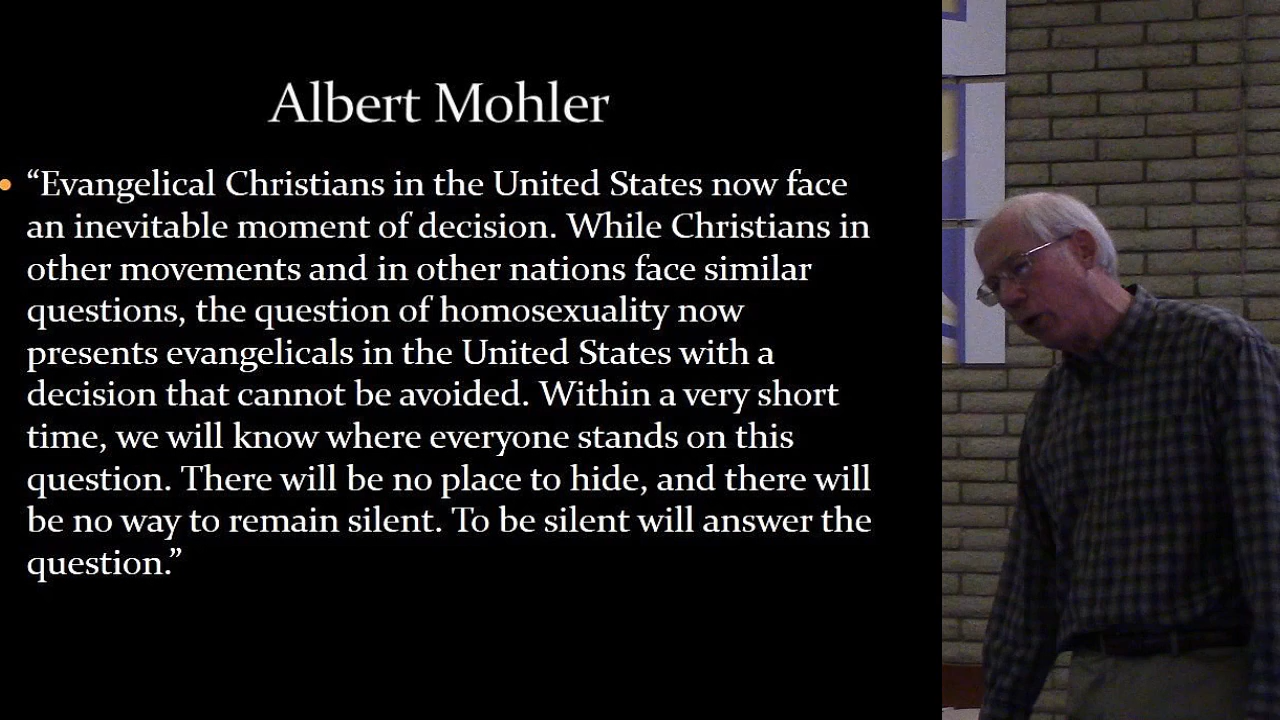 Albert Mohler
• “Evangelical Christians in the United States now face
an inevitable moment of decision. While Christians in
other movements and in other nations face similar
questions, the question of homosexuality now
presents evangelicals in the United States with a
decision that cannot be avoided. Within a very short
time, we will know where everyone stands on this
question. There will be no place to hide, and there will
be no way to remain silent. To be silent will answer the
question.”